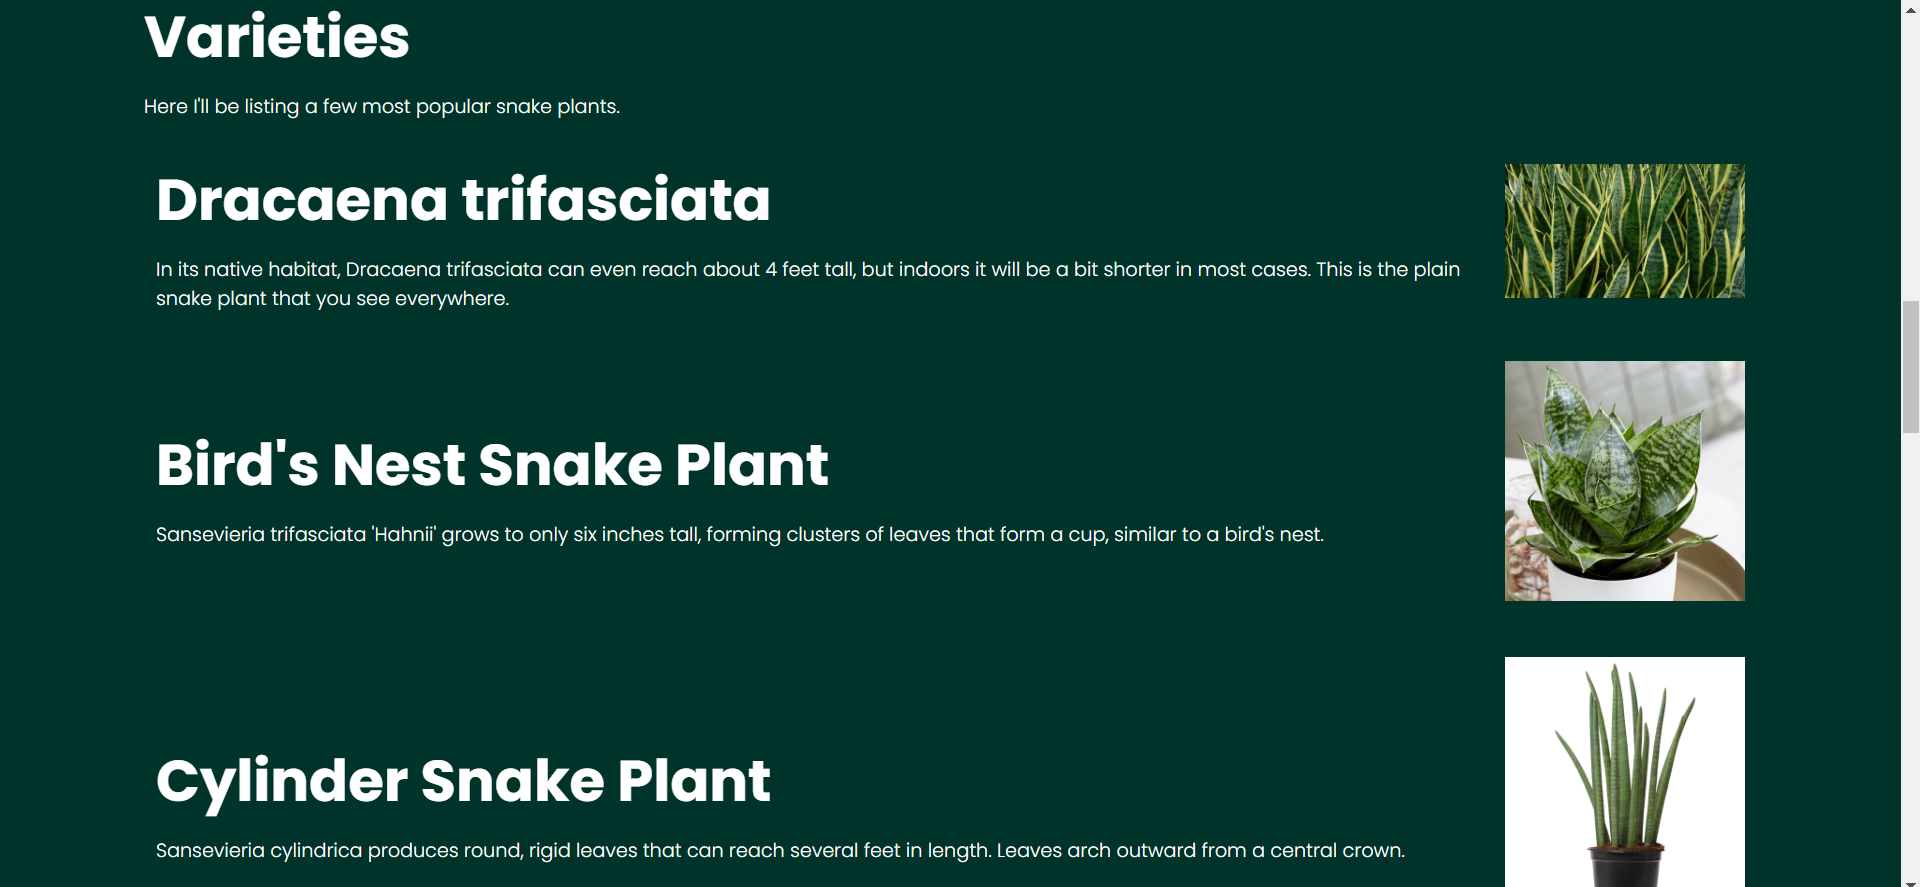 Varieties
Here I'll be listing a few most popular snake plants.
Dracaena trifasciata
In its native habitat, Dracaena trifasciata can even reach about 4 feet tall, but indoors it will be a bit shorter in most cases. This is the plain
snake plant that you see everywhere.
Bird's Nest Snake Plant
Sansevieria trifasciata 'Hahnii' grows to only six inches tall, forming clusters of leaves that form a cup, similar to a bird's nest.
Cylinder Snake Plant
Sansevieria cylindrica produces round, rigid leaves that can reach several feet in length. Leaves arch outward from a central crown.